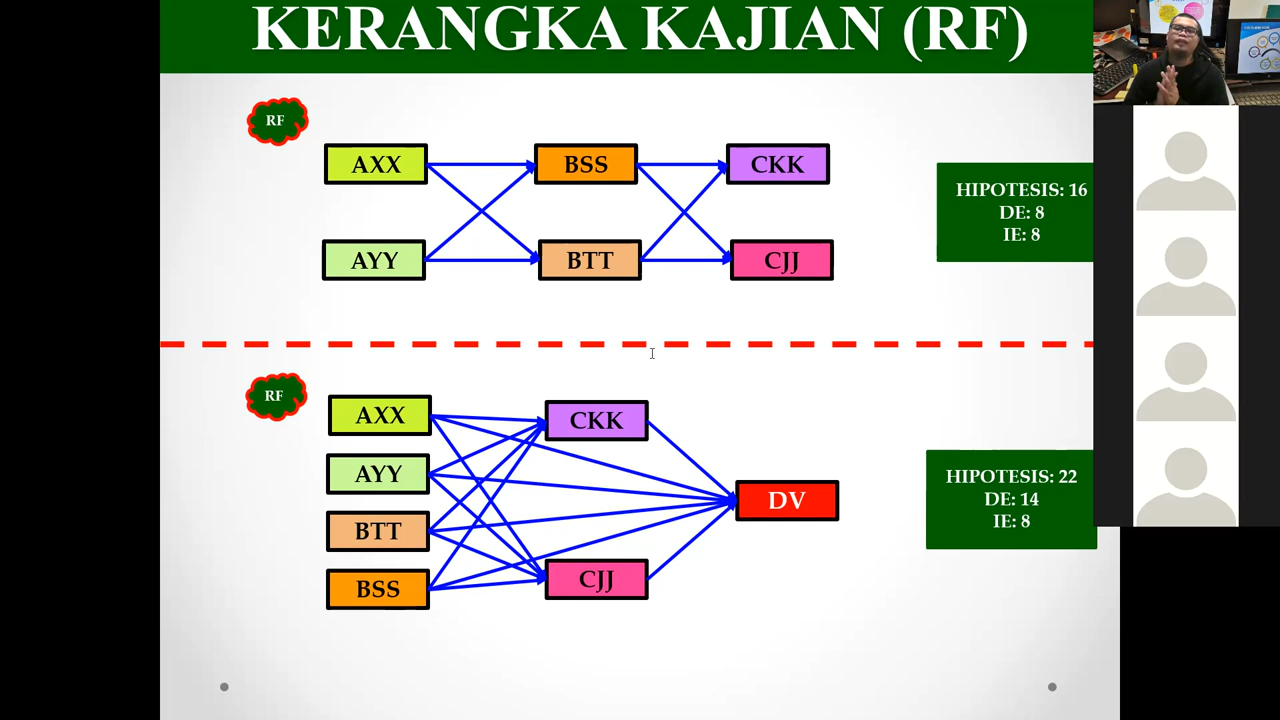 KERANGKA KAJIAN (RF)
RF
AXX
BSS
CKK
AYY
BTT
CJJ
HIPOTESIS: 16
DE: 8
IE: 8
RF
AXX
AYY
BTT
BSS
CKK
CJJ
DV
HIPOTESIS: 22
DE: 14
IE: 8